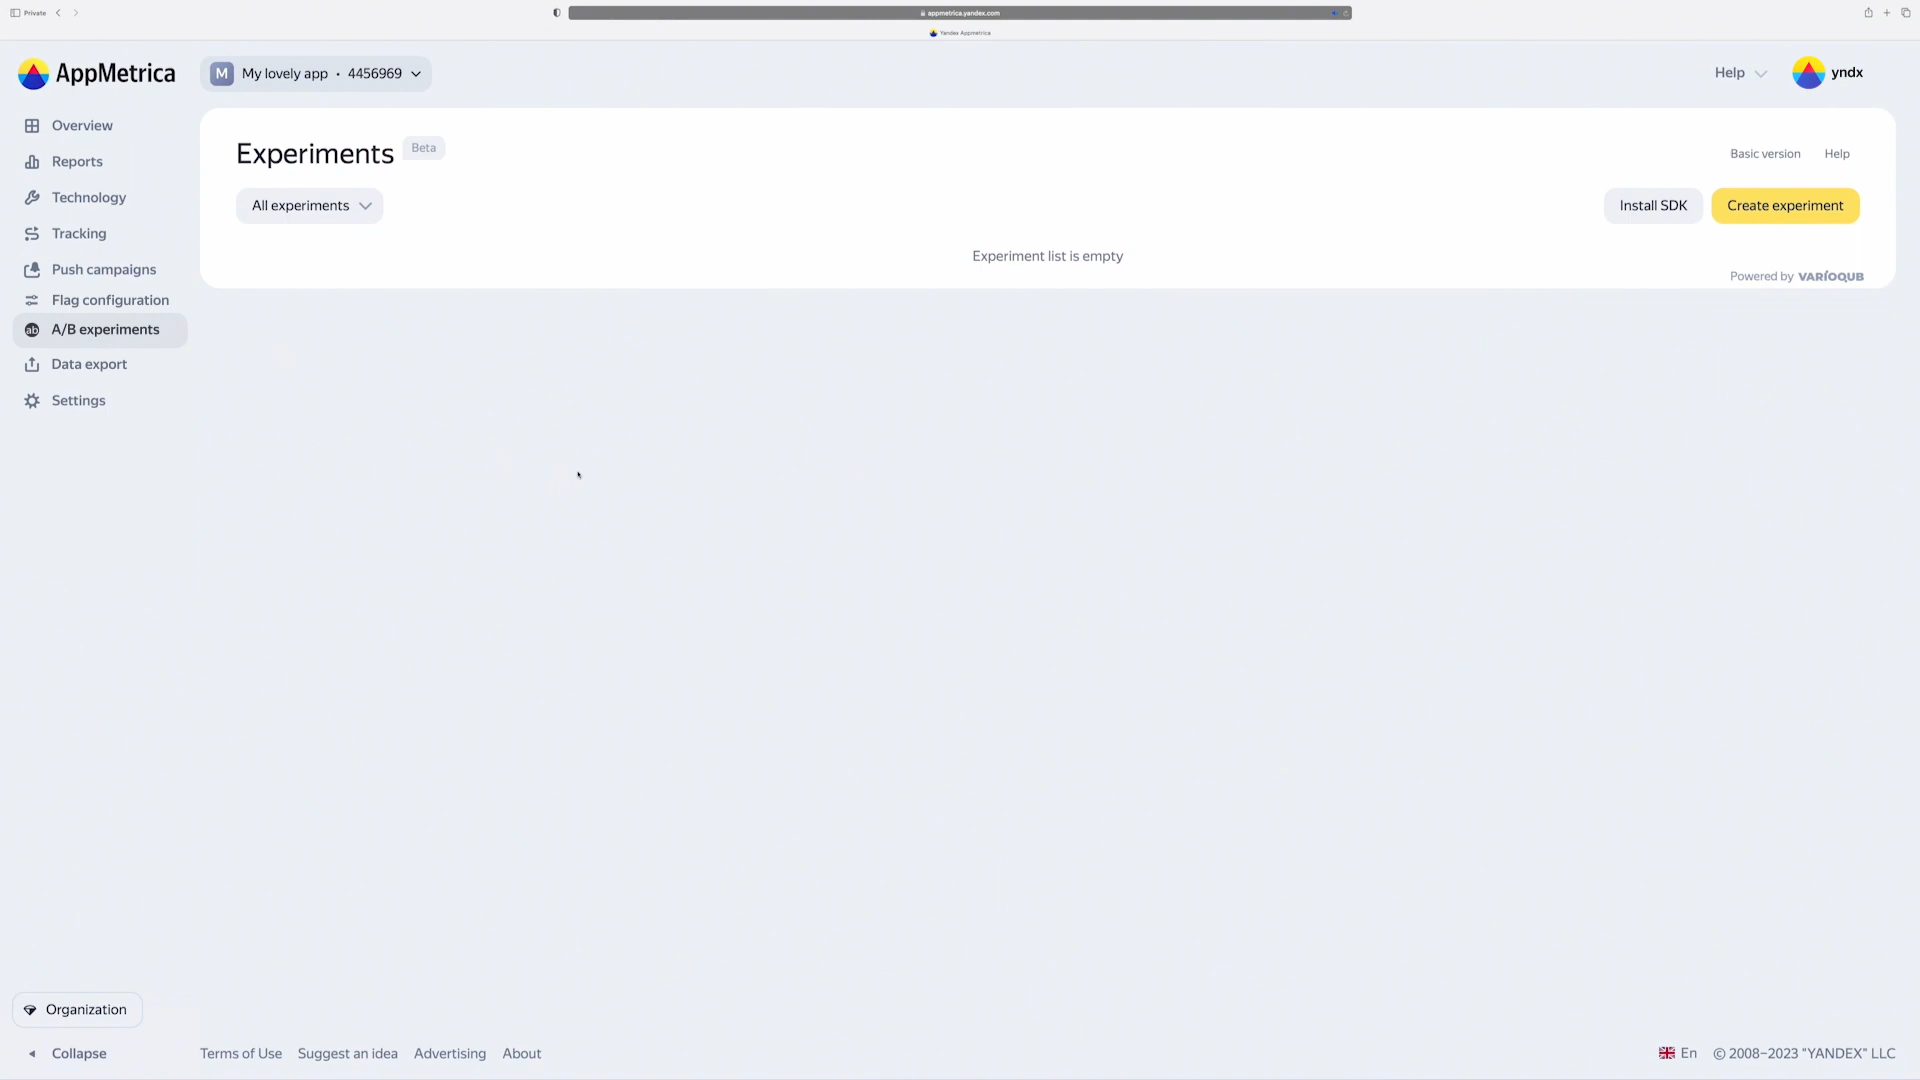 Private
appmetrica.yandex.com
Yandex Appmetrica
AppMetrica
M My lovely app • 4456969
Help
yndx
Overview
Reports
Technology
Tracking
Push campaigns
Flag configuration
ab A/B experiments
Data export
Settings
Experiments Beta
Basic version Help
All experiments
Install SDK Create experiment
Experiment list is empty
Powered by VARÍOQUB
Organization
Collapse
Terms of Use Suggest an idea Advertising About
En © 2008–2023 "YANDEX" LLC